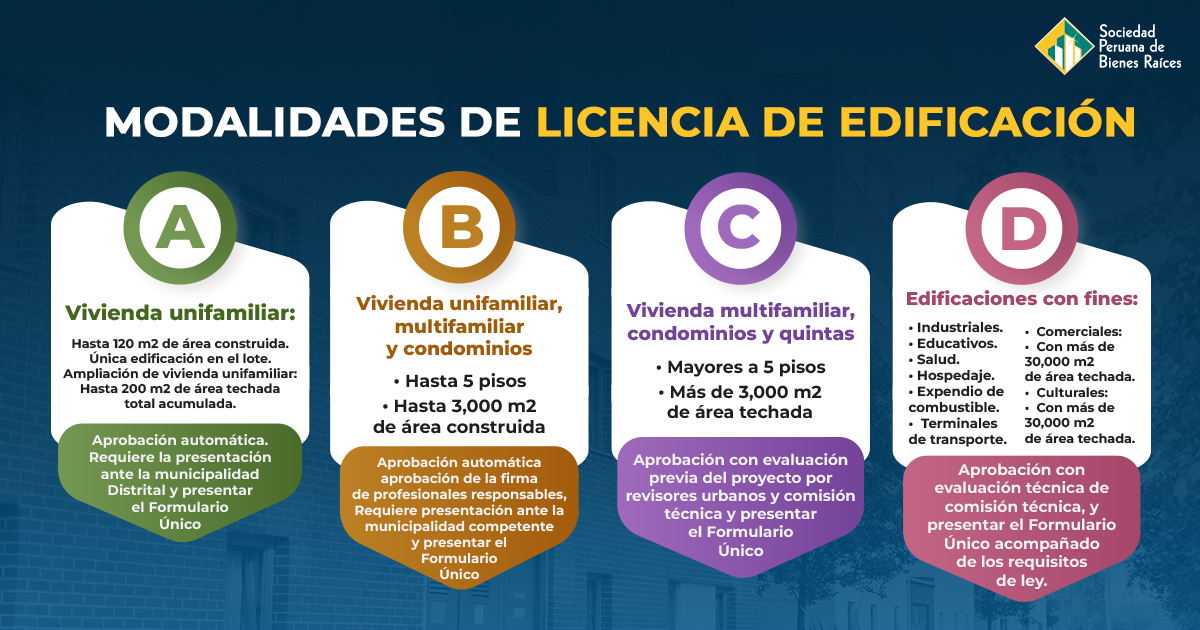 Sociedad
Peruana de
Bienes Raíces
MODALIDADES DE LICENCIA DE EDIFICACIÓN
A
Vivienda unifamiliar:
Hasta 120 m2 de área construida.
Única edificación en el lote.
Ampliación de vivienda unifamiliar:
Hasta 200 m2 de área techada
total acumulada.
Aprobación automática.
Requiere la presentación
ante la municipalidad
Distrital y presentar
el Formulario
Único
B
Vivienda unifamiliar,
multifamiliar
y condominios
• Hasta 5 pisos
• Hasta 3,000 m2
de área construida
Aprobación automática
aprobación de la firma
de profesionales responsables,
Requiere presentación ante la
municipalidad competente
y presentar el
Formulario
Único
C
Vivienda multifamiliar,
condominios y quintas
• Mayores a 5 pisos
• Más de 3,000 m2
de área techada
Aprobación con evaluación
previa del proyecto por
revisores urbanos y comisión
técnica y presentar
el Formulario
Único
D
Edificaciones con fines:
• Industriales.
• Educativos.
• Salud.
• Hospedaje.
• Expendio de
combustible.
• Terminales
de transporte.
• Comerciales:
• Con más de
30,000 m2
de área techada.
• Culturales:
• Con más de
30,000 m2
de área techada.
Aprobación con
evaluación técnica de
comisión técnica, y
presentar el Formulario
Único acompañado
de los requisitos
de ley.